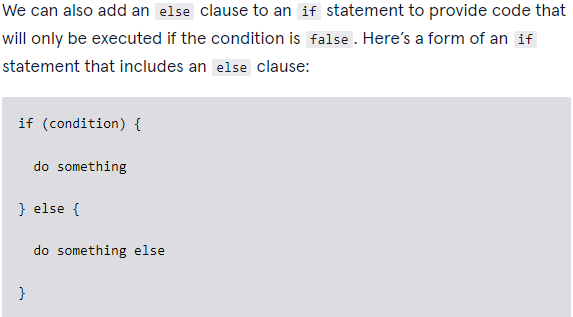 We can also add an else clause to an if statement to provide code that
will only be executed if the condition is false . Here’s a form of an if
statement that includes an else clause:
if (condition) {
do something
} else {
do something else
}